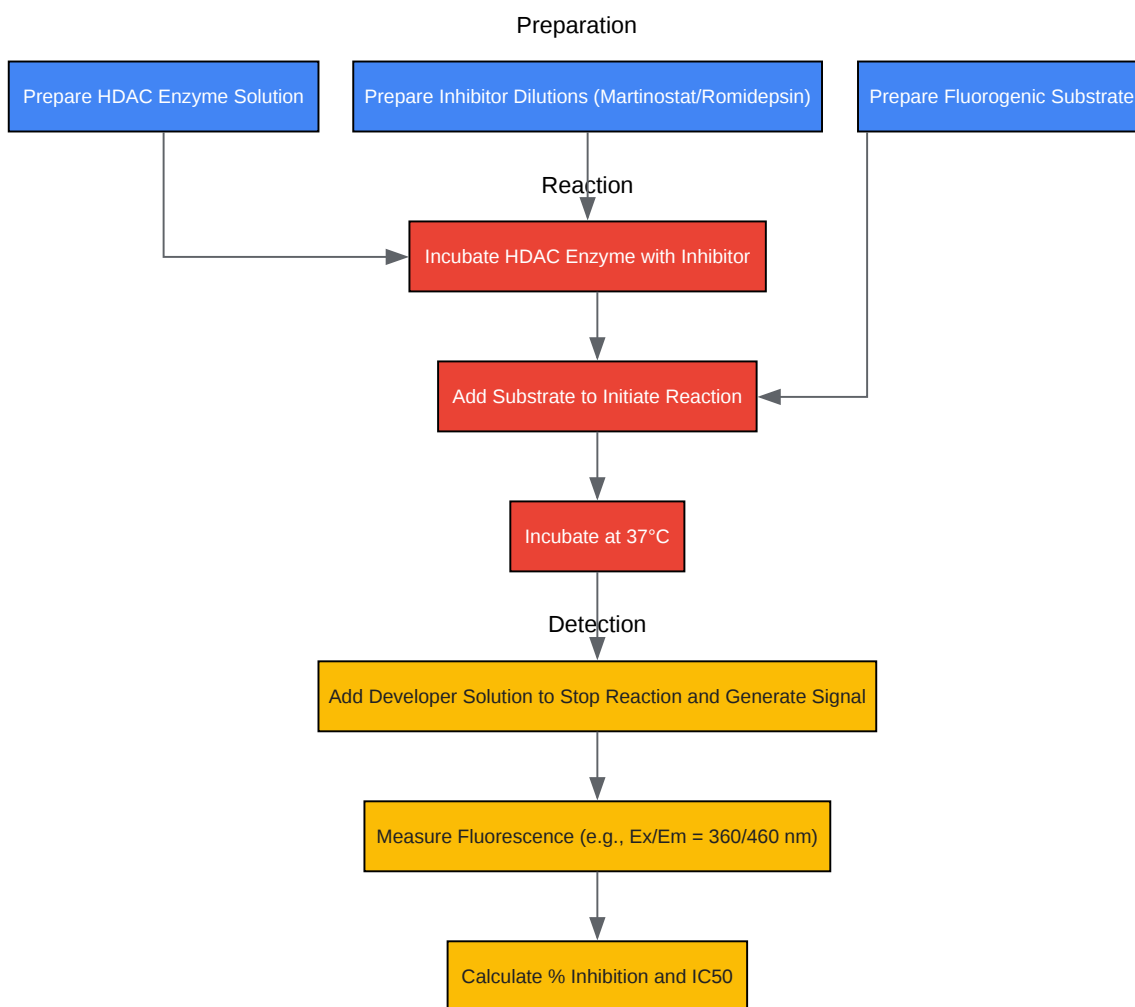 Preparation
Prepare HDAC Enzyme Solution
Prepare Inhibitor Dilutions (Martinostat/Romidepsin)
Prepare Fluorogenic Substrate
Reaction
Incubate HDAC Enzyme with Inhibitor
Add Substrate to Initiate Reaction
Incubate at 37°C
Detection
Add Developer Solution to Stop Reaction and Generate Signal
Measure Fluorescence (e.g., Ex/Em = 360/460 nm)
Calculate % Inhibition and IC50